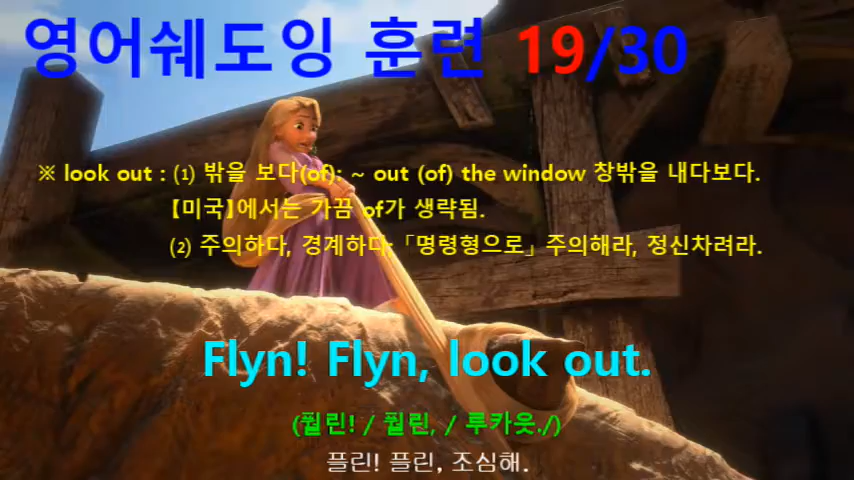 영어쉐도잉 훈련 19/30
※ look out : (1) 밖을 보다(of); ~ out (of) the window 창밖을 내다보다.
【미국】에서는 가끔 of가 생략됨.
(2) 주의하다, 경계하다;「명령형으로」주의해라, 정신차려라.
Flyn! Flyn, look out.
(퓔린! / 퓔린, / 루카읏./)
플린! 플린, 조심해.